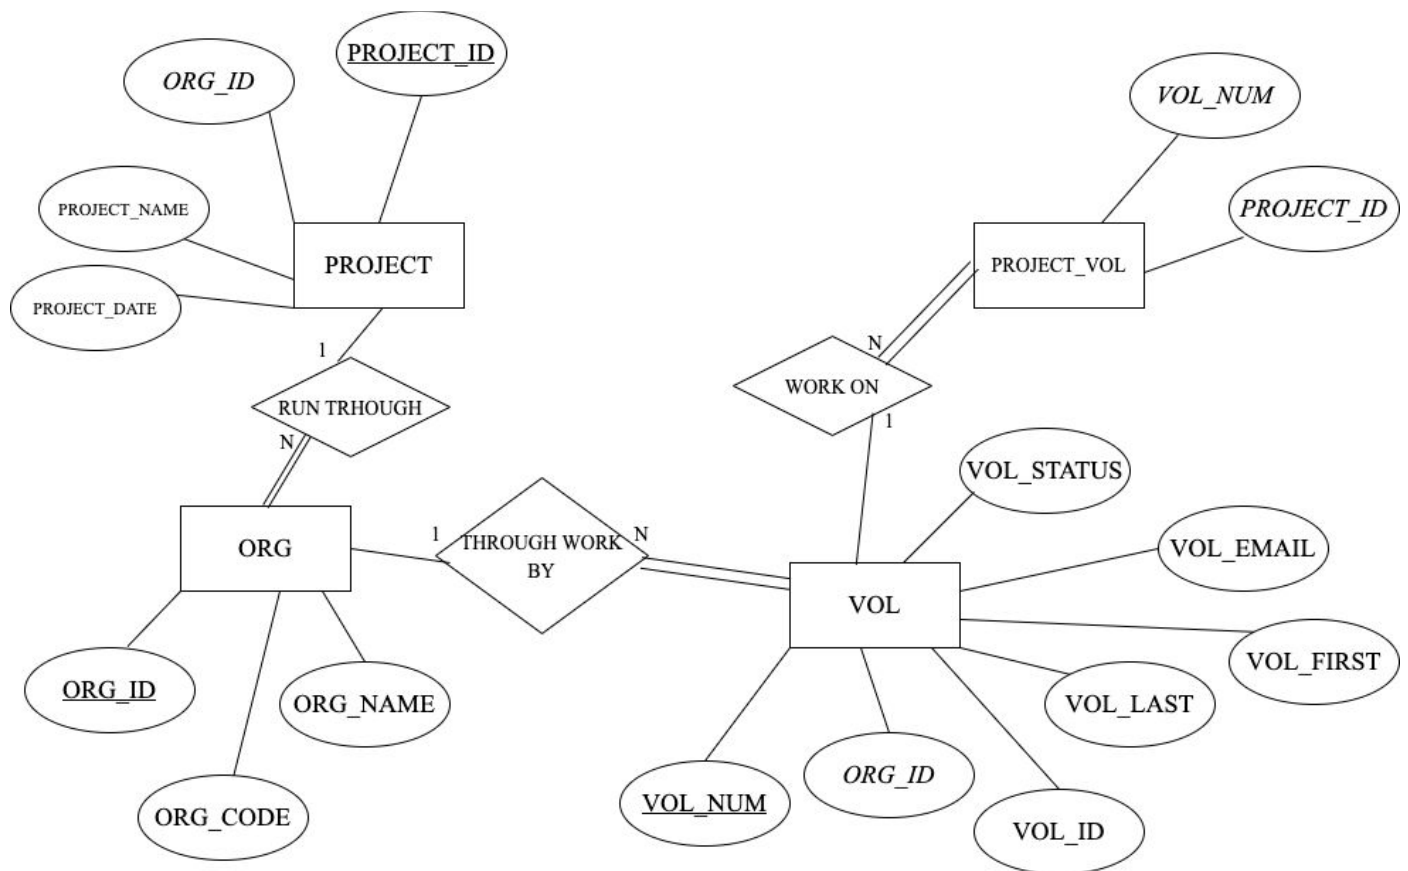 PROJECT_ID
ORG_ID
VOL_NUM
PROJECT_NAME
PROJECT_ID
PROJECT
PROJECT_VOL
PROJECT_DATE
1
N
WORK ON
RUN TRHOUGH
1
N
VOL_STATUS
1
N
THROUGH WORK
BY
ORG
VOL_EMAIL
VOL
VOL_FIRST
ORG_ID
ORG_NAME
VOL_LAST
ORG_ID
VOL_NUM
ORG_CODE
VOL_ID